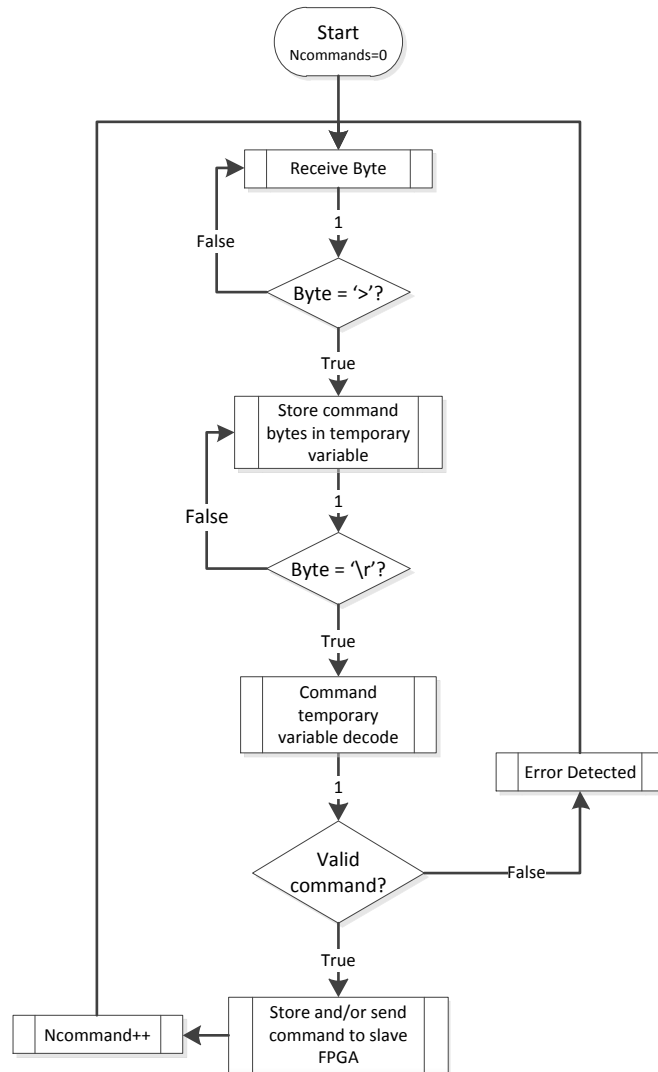 Start
Ncommands=0
Receive Byte
1
False
Byte = ‘>’?
True
Store command
bytes in temporary
variable
1
False
Byte = ‘\r’?
True
Command
temporary
variable decode
Error Detected
1
Valid
command?
False
True
Store and/or send
command to slave
FPGA
Ncommand++